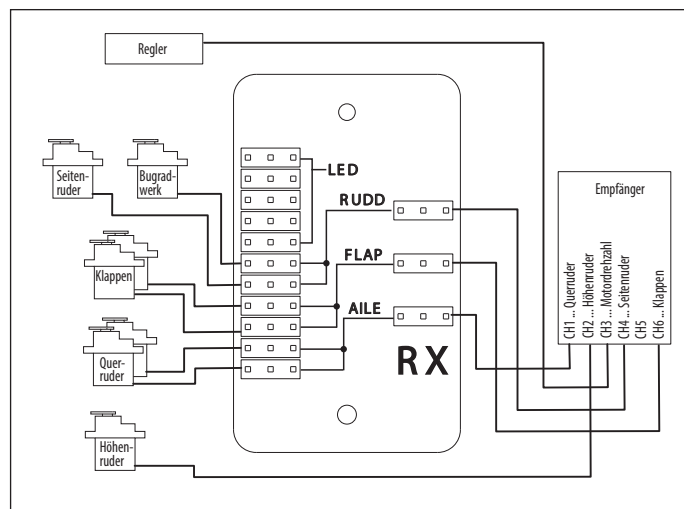 Regler
Seiten-
ruder
Bugrad-
werk
Klappen
Quer-
ruder
Höhen-
ruder
LED
RUDD
FLAP
AILE
RX
Empfänger
CH1 ... Querruder
CH2 ... Höhenruder
CH3 ... Motordrehzahl
CH4 ... Seitenruder
CH5
CH6 ... Klappen